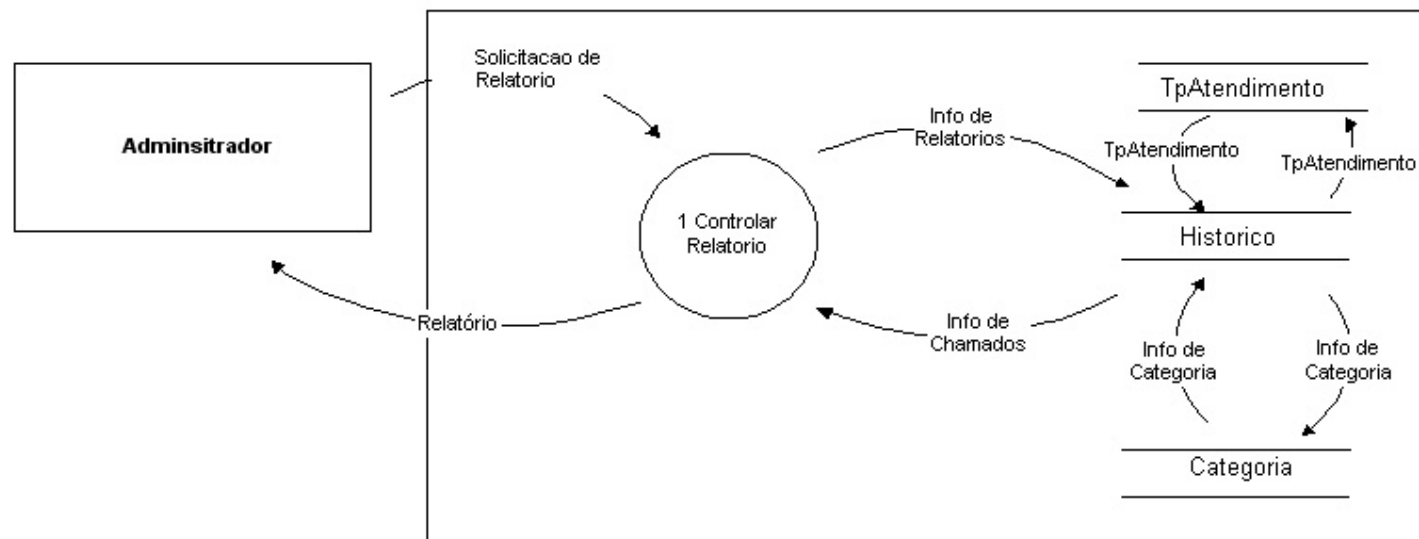 Solicitacao de
Relatorio
Adminsitrador
TpAtendimento
Info de
Relatorios
TpAtendimento
TpAtendimento
1 Controlar
Relatorio
Historico
Relatório
Info de
Chamados
Info de
Categoria
Info de
Categoria
Categoria